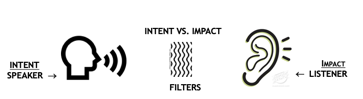 INTENT VS. IMPACT
INTENT
SPEAKER →
IMPACT
← LISTENER
FILTERS